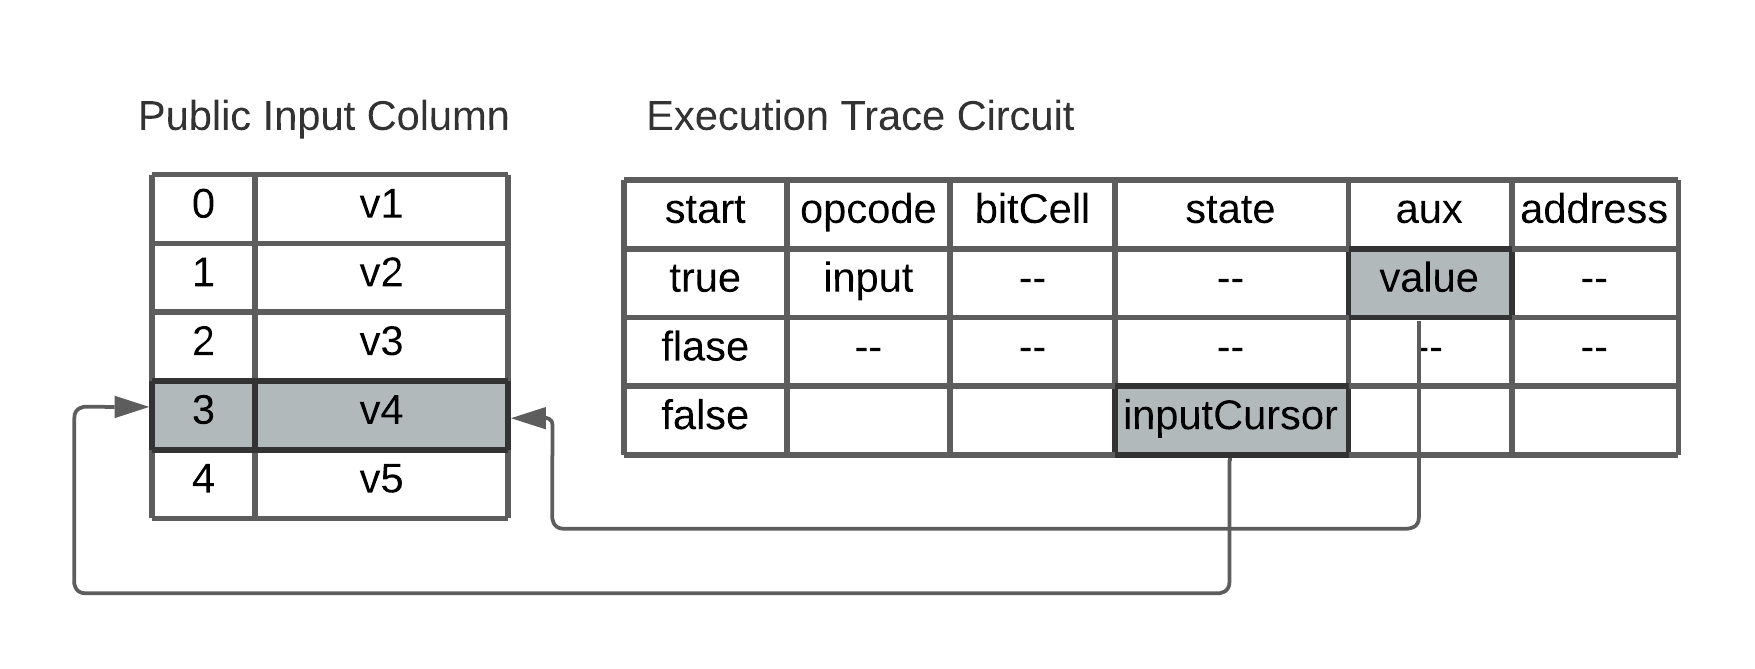 Public Input Column
0 v1
1 v2
2 v3
3 v4
4 v5
Execution Trace Circuit
start opcode bitCell state aux address
true input -- -- value --
flase -- -- -- -- --
false inputCursor